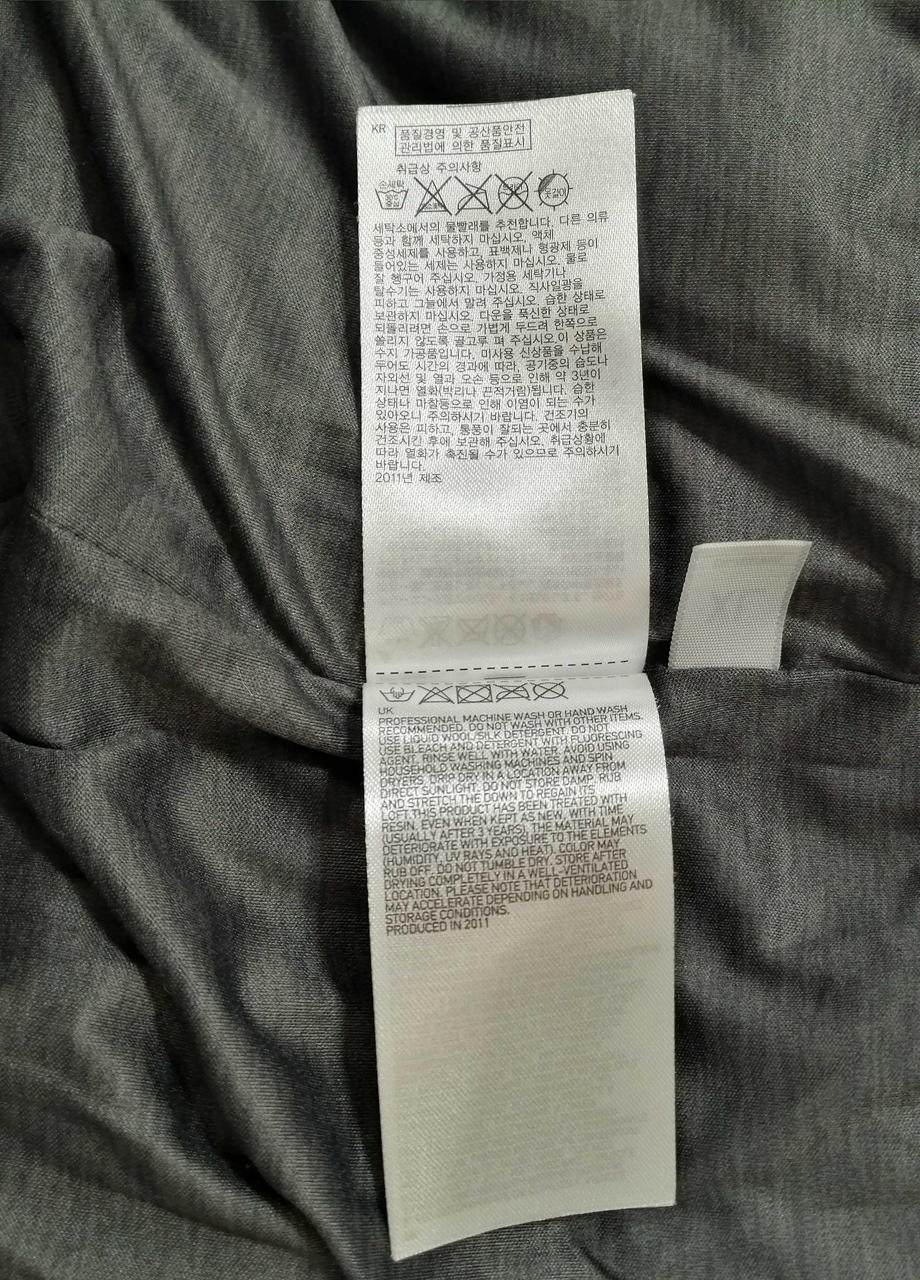 KR
품질경영 및 공산품안전
관리법에 의한 품질표시
취급상 주의사항
손세탁
30℃
중성
옷걸이
세탁소에서의 물빨래를 추천합니다. 다른 의류
등과 함께 세탁하지 마십시오. 액체
중성세제를 사용하고, 표백제나 형광제 등이
들어있는 세제는 사용하지 마십시오. 물로
잘 헹구어 주십시오. 가정용 세탁기나
탈수기는 사용하지 마십시오. 직사일광을
피하고 그늘에서 말려 주십시오. 습한 상태로
보관하지 마십시오. 다운을 푹신한 상태로
되돌리려면 손으로 가볍게 두드려 한쪽으로
쏠리지 않도록 골고루 펴 주십시오.이 상품은
수지 가공품입니다. 미사용 신상품을 수납해
두어도 시간의 경과에 따라, 공기중의 습도나
자외선 및 열과 오손 등으로 인해 약 3년이
지나면 열화(박리나 끈적거림)됩니다. 습한
상태나 마찰등으로 인해 이염이 되는 수가
있아오니 주의하시기 바랍니다. 건조기의
사용은 피하고, 통풍이 잘되는 곳에서 충분히
건조시킨 후에 보관해 주십시오. 취급상황에
따라 열화가 촉진될 수가 있으므로 주의하시기
바랍니다.
2011년 제조
UK
PROFESSIONAL MACHINE WASH OR HAND WASH
RECOMMENDED. DO NOT WASH WITH OTHER ITEMS.
USE LIQUID WOOL/SILK DETERGENT. DO NOT
USE BLEACH AND DETERGENT WITH FLUORESCING
AGENT. RINSE WELL WITH WATER. AVOID USING
HOUSEHOLD WASHING MACHINES AND SPIN
DRYERS. DRIP DRY IN A LOCATION AWAY FROM
DIRECT SUNLIGHT. DO NOT STORE DAMP. RUB
AND STRETCH THE DOWN TO REGAIN ITS
LOFT.THIS PRODUCT HAS BEEN TREATED WITH
RESIN. EVEN WHEN KEPT AS NEW, WITH TIME
(USUALLY AFTER 3 YEARS), THE MATERIAL MAY
DETERIORATE WITH EXPOSURE TO THE ELEMENTS
(HUMIDITY, UV RAYS AND HEAT). COLOR MAY
RUB OFF. DO NOT TUMBLE DRY. STORE AFTER
DRYING COMPLETELY IN A WELL-VENTILATED
LOCATION. PLEASE NOTE THAT DETERIORATION
MAY ACCELERATE DEPENDING ON HANDLING AND
STORAGE CONDITIONS.
PRODUCED IN 2011